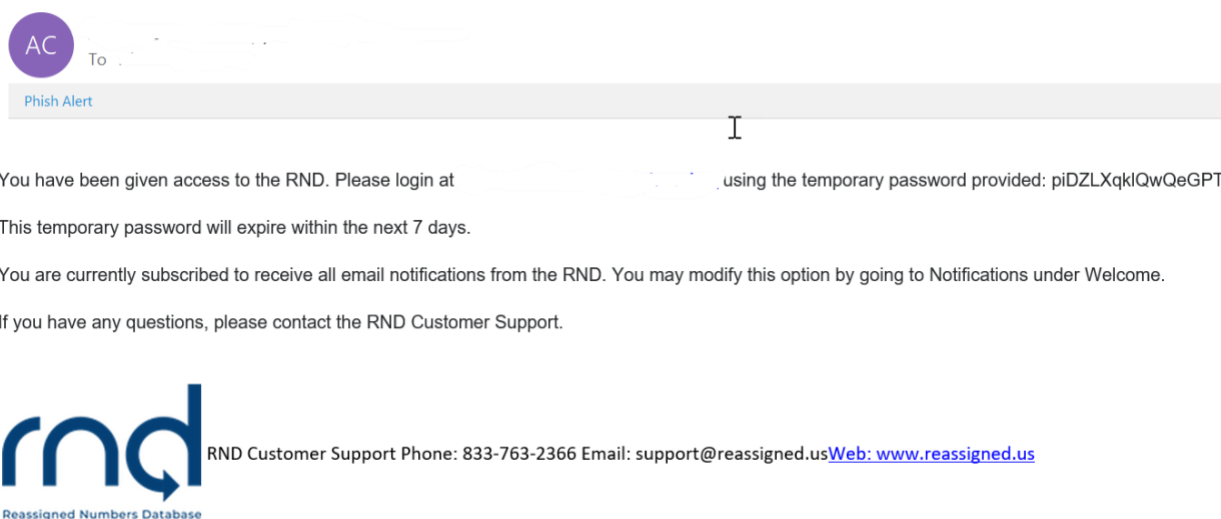 AC
To
Phish Alert
You have been given access to the RND. Please login at using the temporary password provided:
This temporary password will expire within the next 7 days.
You are currently subscribed to receive all email notifications from the RND. You may modify this option by going to Notifications under Welcome.
If you have any questions, please contact the RND Customer Support.
rnd
RND Customer Support Phone: 833-763-2366 Email: support@reassigned.usWeb: www.reassigned.us
Reassigned Numbers Database